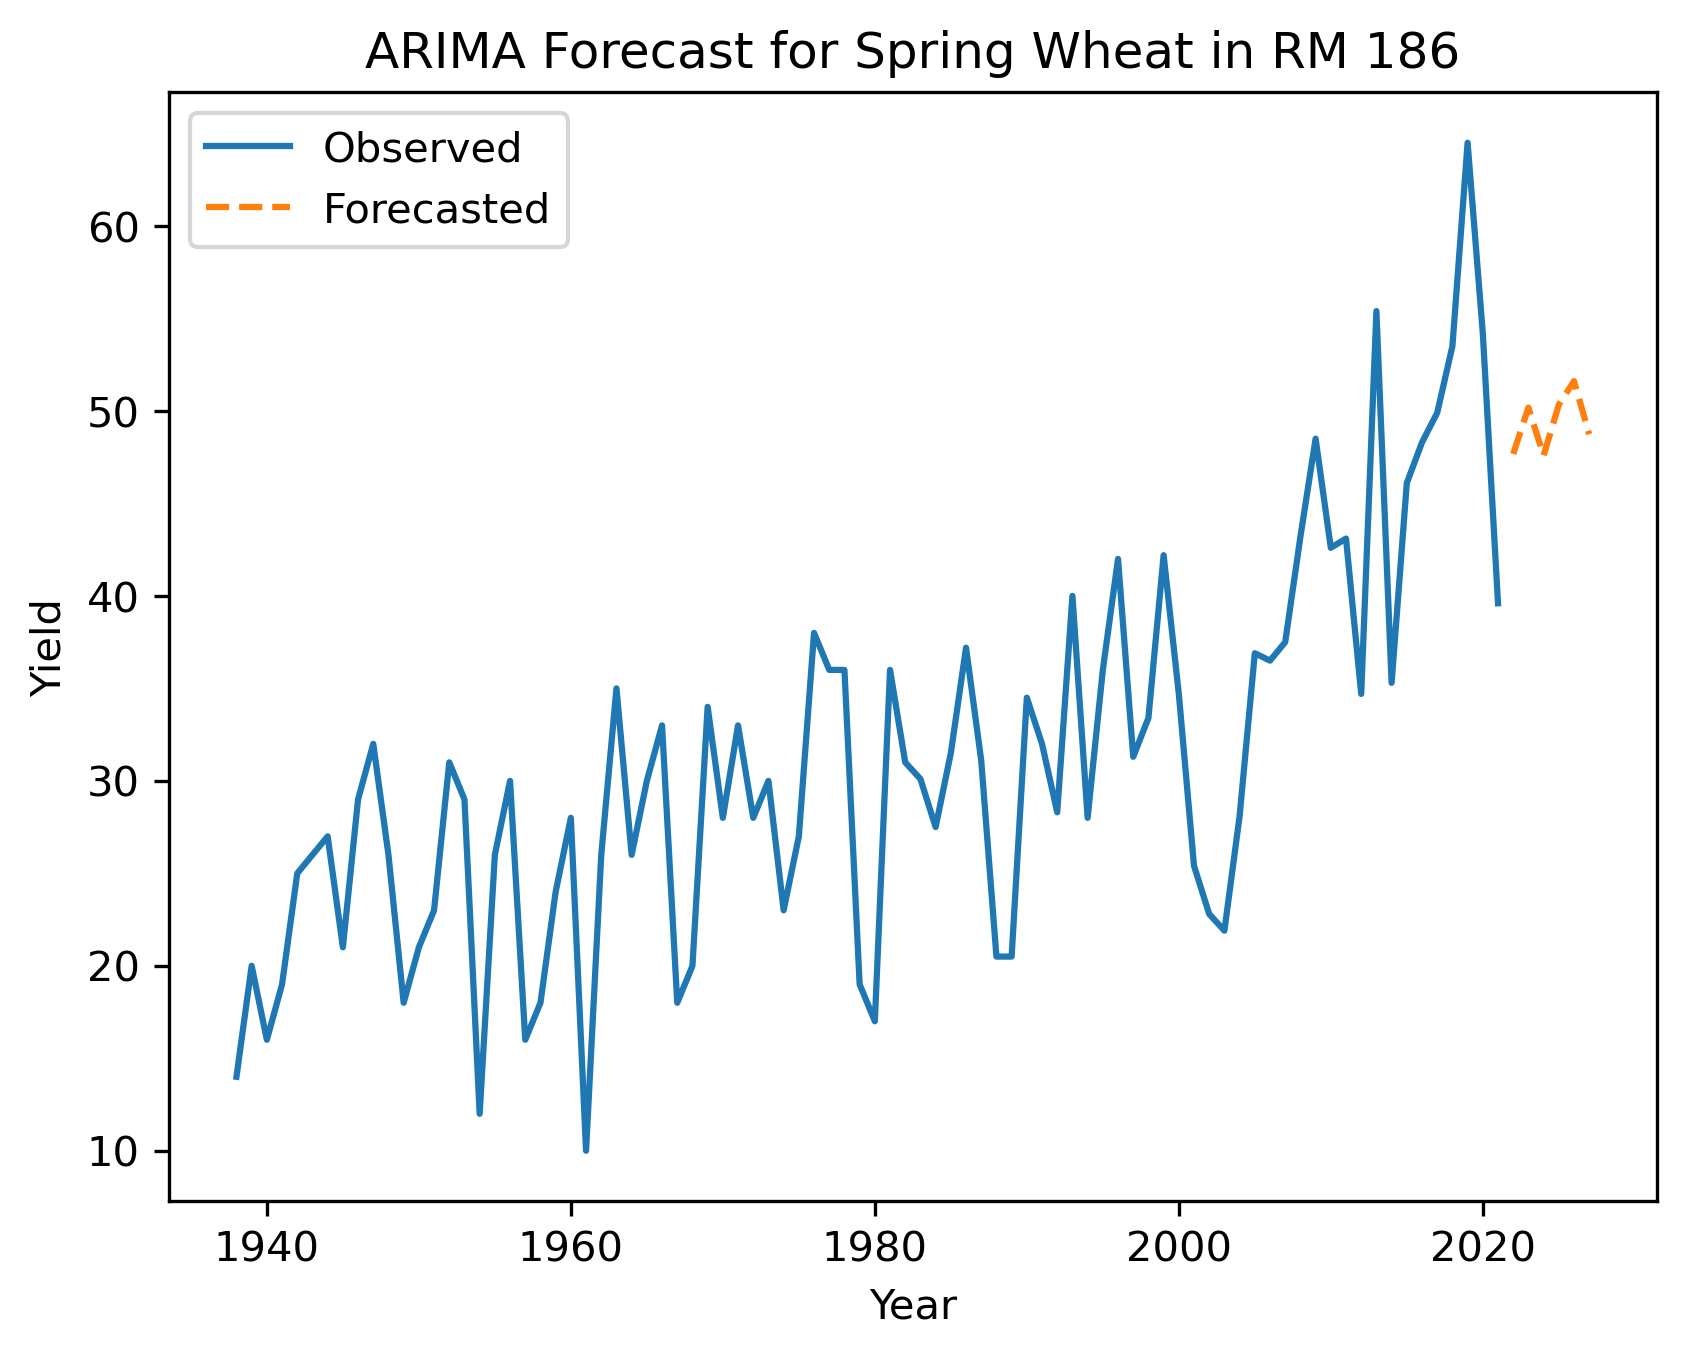 ARIMA Forecast for Spring Wheat in RM 186
Observed
Forecasted
60
50
40
30
20
10
Yield
1940 1960 1980 2000 2020
Year